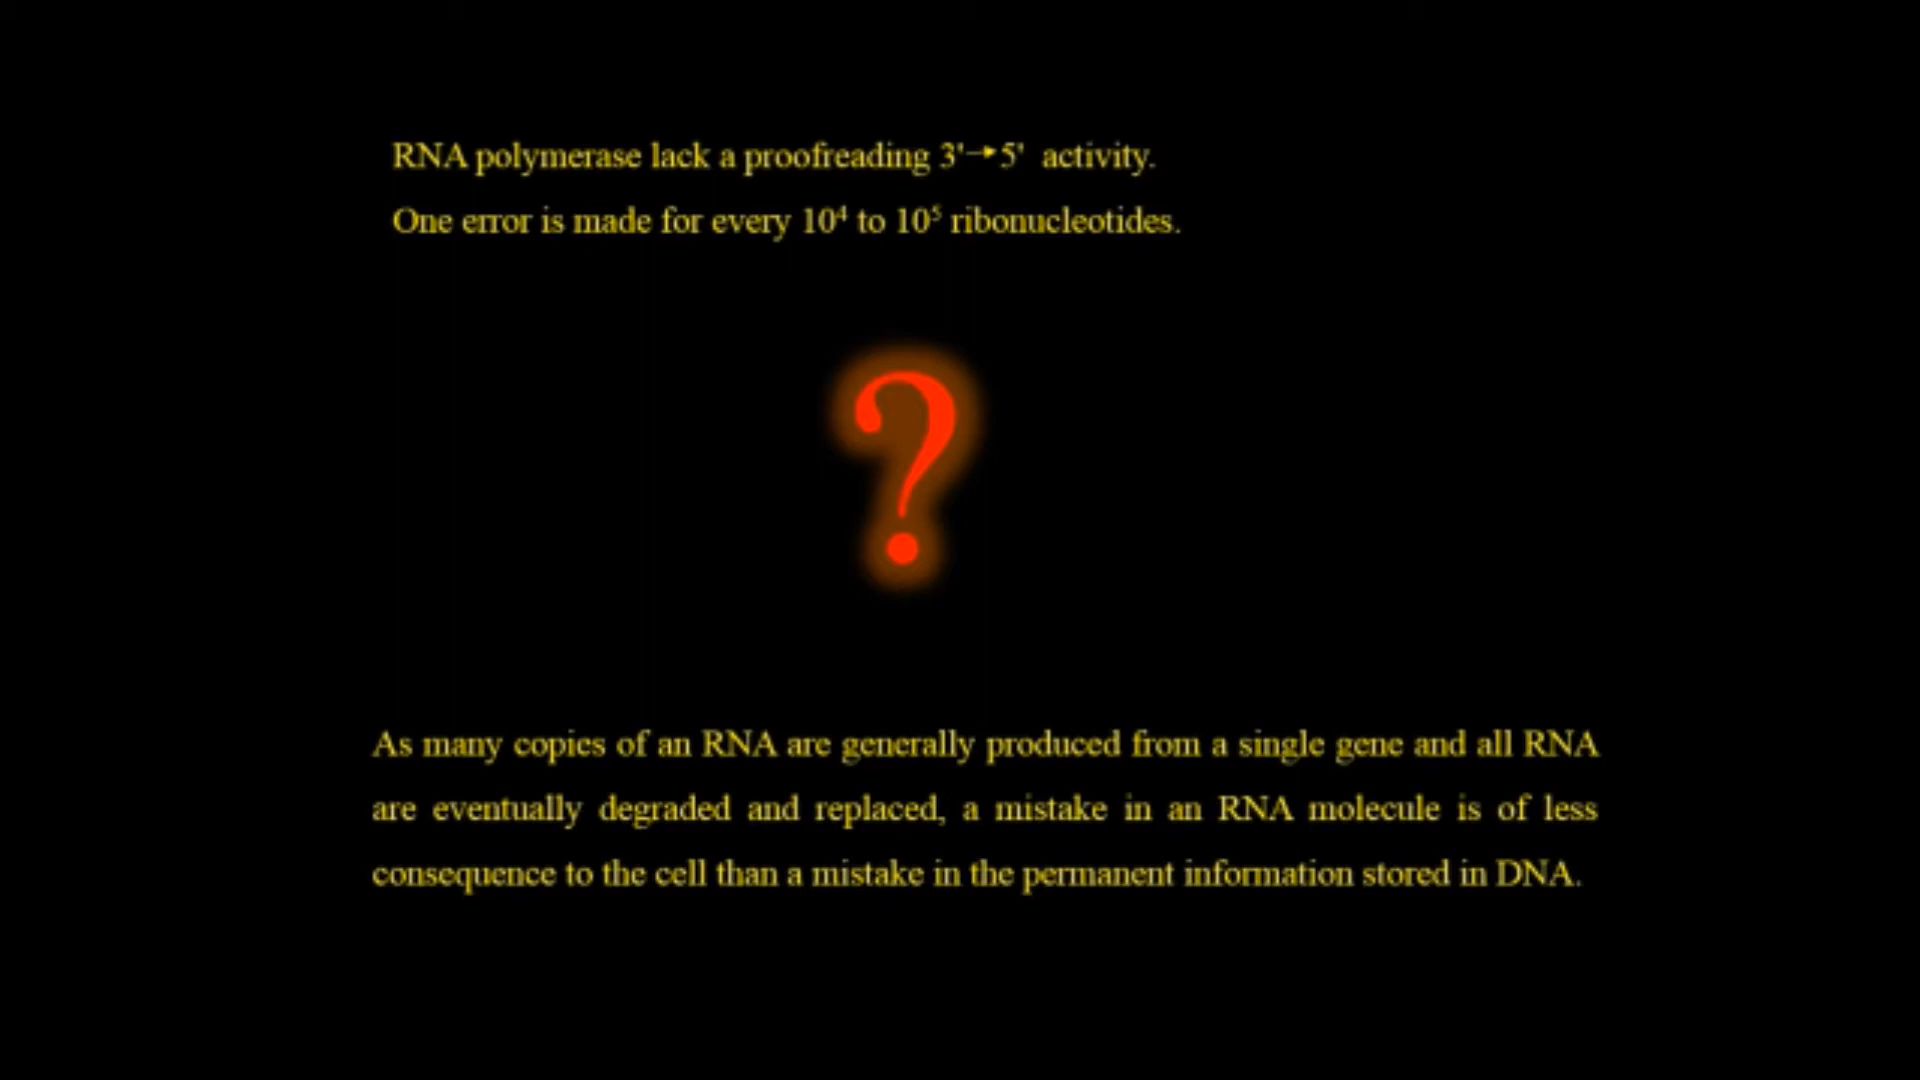 RNA polymerase lack a proofreading 3'→5' activity.
One error is made for every 10⁴ to 10⁵ ribonucleotides.
?
As many copies of an RNA are generally produced from a single gene and all RNA
are eventually degraded and replaced, a mistake in an RNA molecule is of less
consequence to the cell than a mistake in the permanent information stored in DNA.